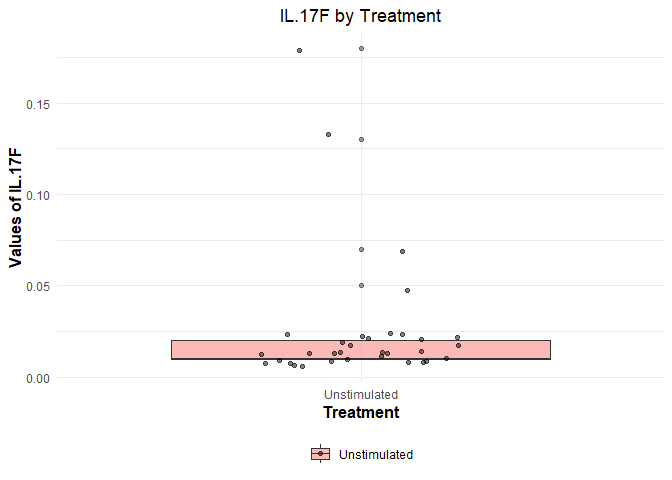 IL.17F by Treatment
Values of IL.17F
0.15
0.10
0.05
0.00
Unstimulated
Treatment
Unstimulated